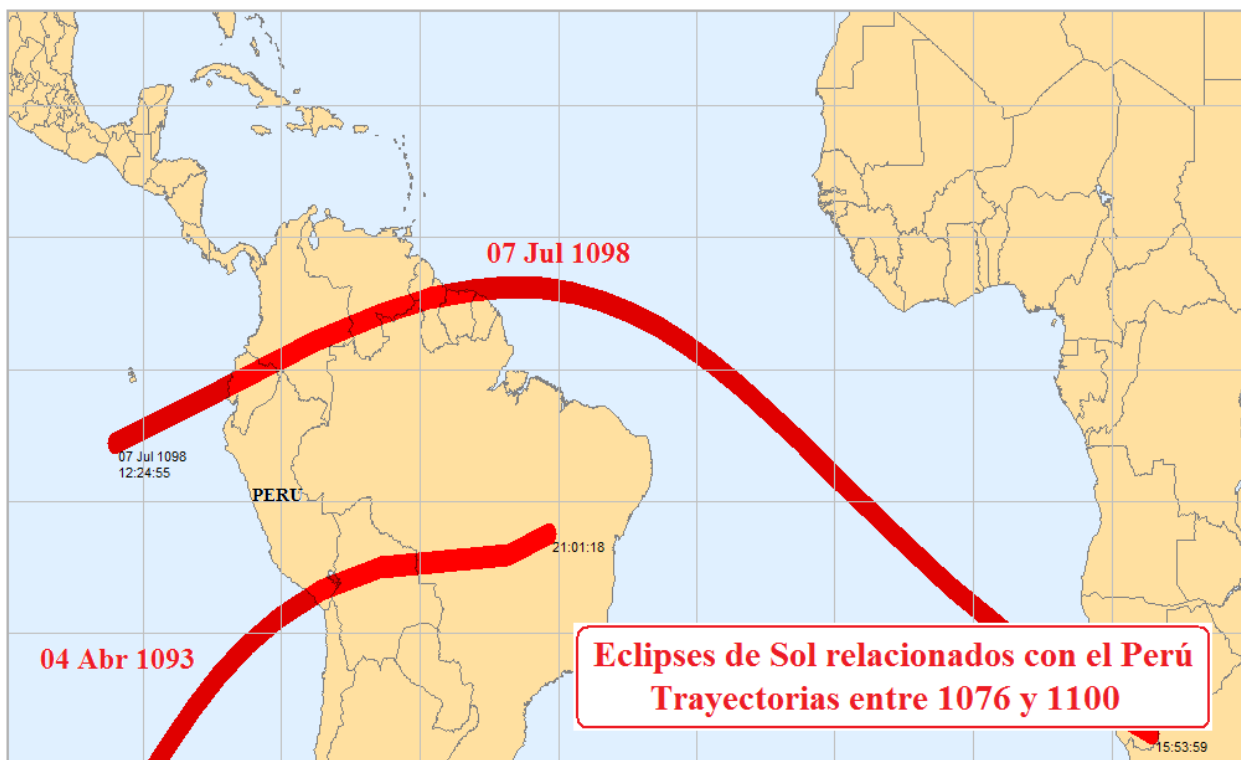 07 Jul 1098
07 Jul 1098
12:24:55
PERU
21:01:18
04 Abr 1093
Eclipses de Sol relacionados con el Perú
Trayectorias entre 1076 y 1100
15:53:59